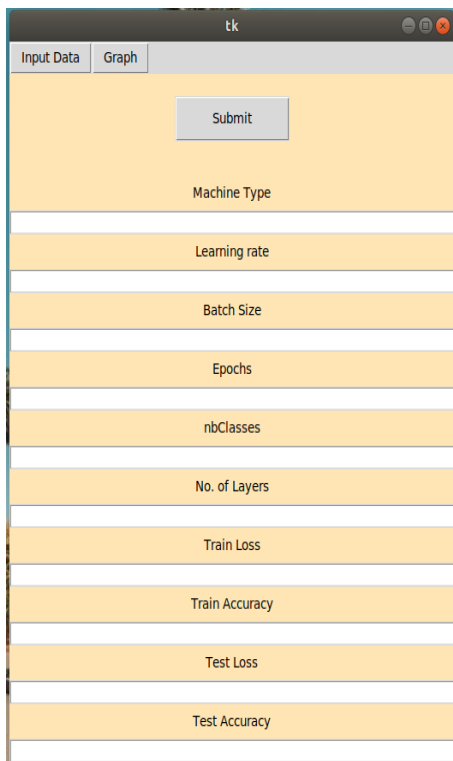 tk
Input Data Graph
Submit
Machine Type
Learning rate
Batch Size
Epochs
nbClasses
No. of Layers
Train Loss
Train Accuracy
Test Loss
Test Accuracy